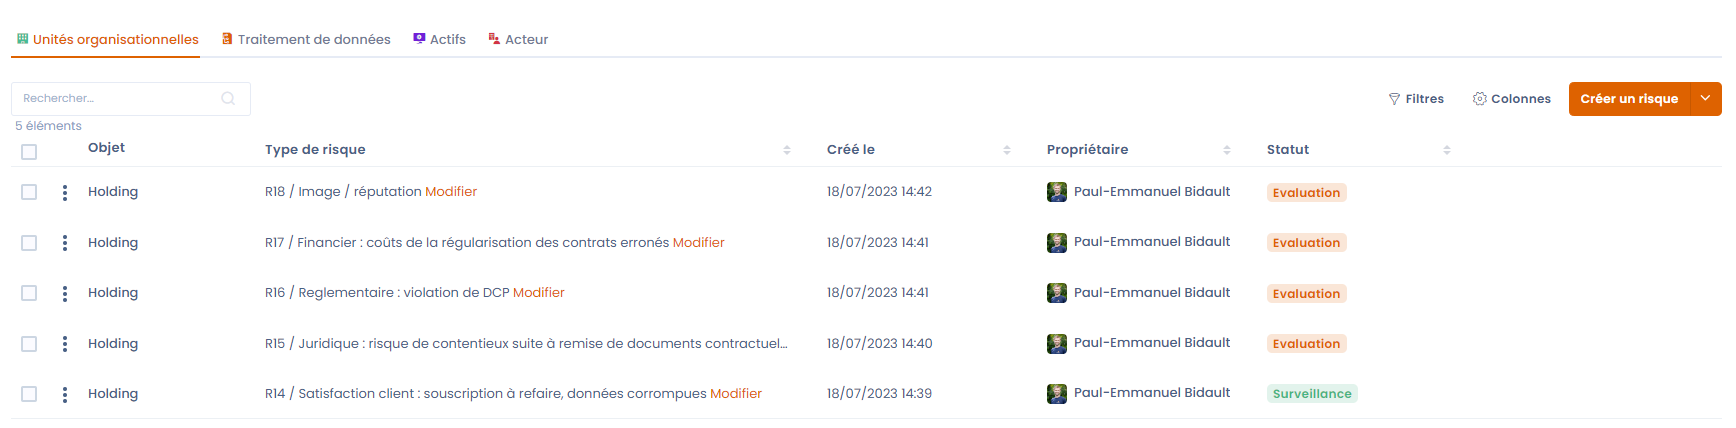 Unités organisationnelles Traitement de données Actifs Acteur
Rechercher... Filtres Colonnes Créer un risque
5 éléments
Objet Type de risque Créé le Propriétaire Statut
Holding R18 / Image / réputation Modifier 18/07/2023 14:42 Paul-Emmanuel Bidault Evaluation
Holding R17 / Financier : coûts de la régularisation des contrats erronés Modifier 18/07/2023 14:41 Paul-Emmanuel Bidault Evaluation
Holding R16 / Reglementaire : violation de DCP Modifier 18/07/2023 14:41 Paul-Emmanuel Bidault Evaluation
Holding R15 / Juridique : risque de contentieux suite à remise de documents contractuel... 18/07/2023 14:40 Paul-Emmanuel Bidault Evaluation
Holding R14 / Satisfaction client : souscription à refaire, données corrompues Modifier 18/07/2023 14:39 Paul-Emmanuel Bidault Surveillance